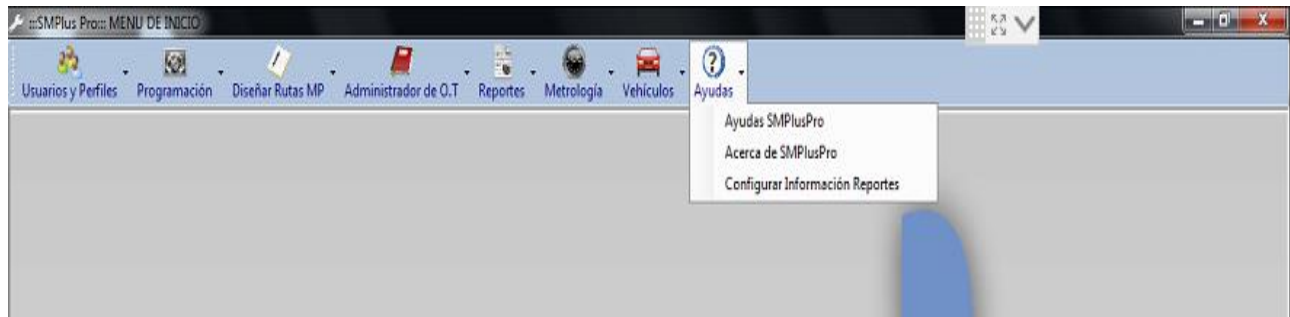 :::SMPlus Pro::: MENU DE INICIO
Usuarios y Perfiles Programación Diseñar Rutas MP Administrador de O.T Reportes Metrología Vehículos Ayudas
Ayudas SMPlusPro
Acerca de SMPlusPro
Configurar Información Reportes